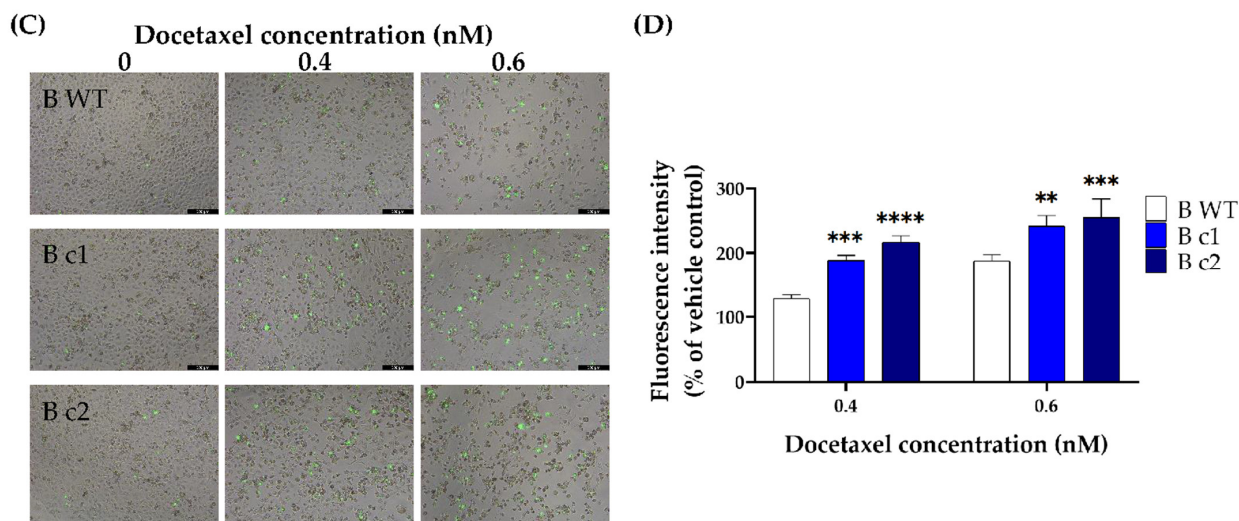 (C)
Docetaxel concentration (nM)
0 0.4 0.6
B WT
B c1
B c2
(D)
Fluorescence intensity
(% of vehicle control)
300
200
100
0
*** ****
** ***
0.4 0.6
Docetaxel concentration (nM)
B WT
B c1
B c2